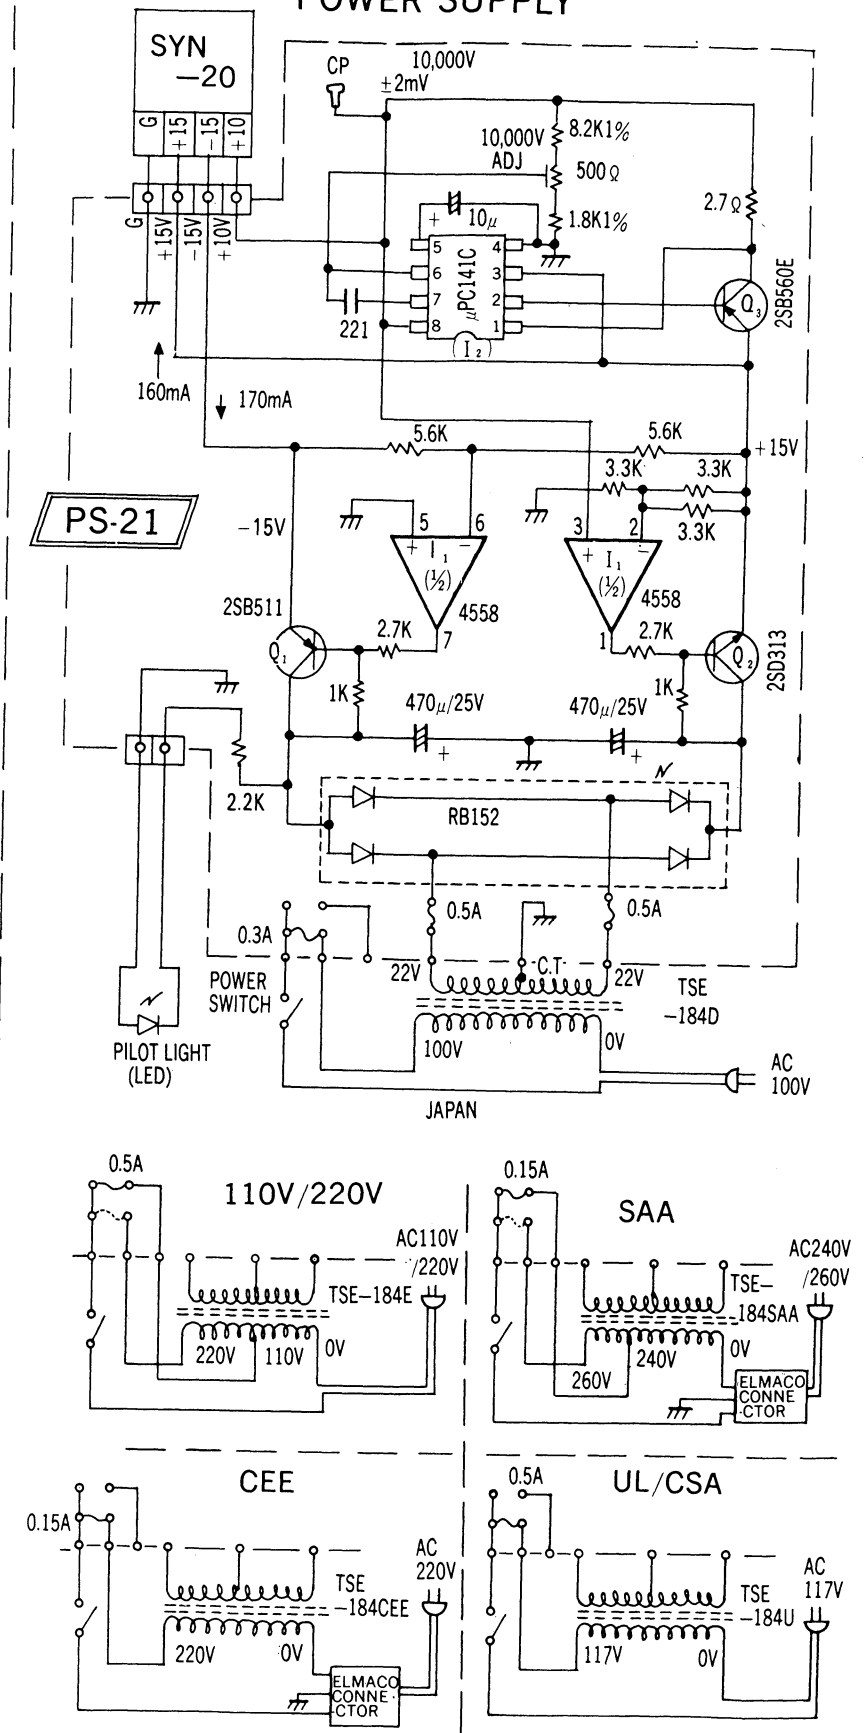 POWER SUPPLY
SYN
-20
G
+15
-15
+10
CP
10,000V
±2mV
10,000V
ADJ
8.2K1%
500Ω
1.8K1%
2.7Ω
G
+15V
-15V
+10V
+
10μ
5
4
6
3
7
2
8
1
μPC141C
(I2)
221
Q3
2SB560E
160mA
170mA
5.6K
5.6K
+15V
3.3K
3.3K
3.3K
PS-21
-15V
5
6
+
-
I1
(½)
4558
7
3
2
+
-
I1
(½)
4558
1
2SB511
Q1
2.7K
1K
2.7K
1K
Q2
2SD313
470μ/25V
+
470μ/25V
+
2.2K
RB152
0.5A
0.5A
0.3A
POWER
SWITCH
22V
C.T
22V
TSE
-184D
100V
0V
AC
100V
PILOT LIGHT
(LED)
JAPAN
0.5A
110V/220V
AC110V
/220V
TSE-184E
220V
110V
0V
0.15A
SAA
AC240V
/260V
TSE-
184SAA
260V
240V
0V
ELMACO
CONNE
-CTOR
CEE
0.15A
AC
220V
TSE
-184CEE
220V
0V
ELMACO
CONNE-
-CTOR
0.5A
UL/CSA
AC
117V
TSE
-184U
117V
0V